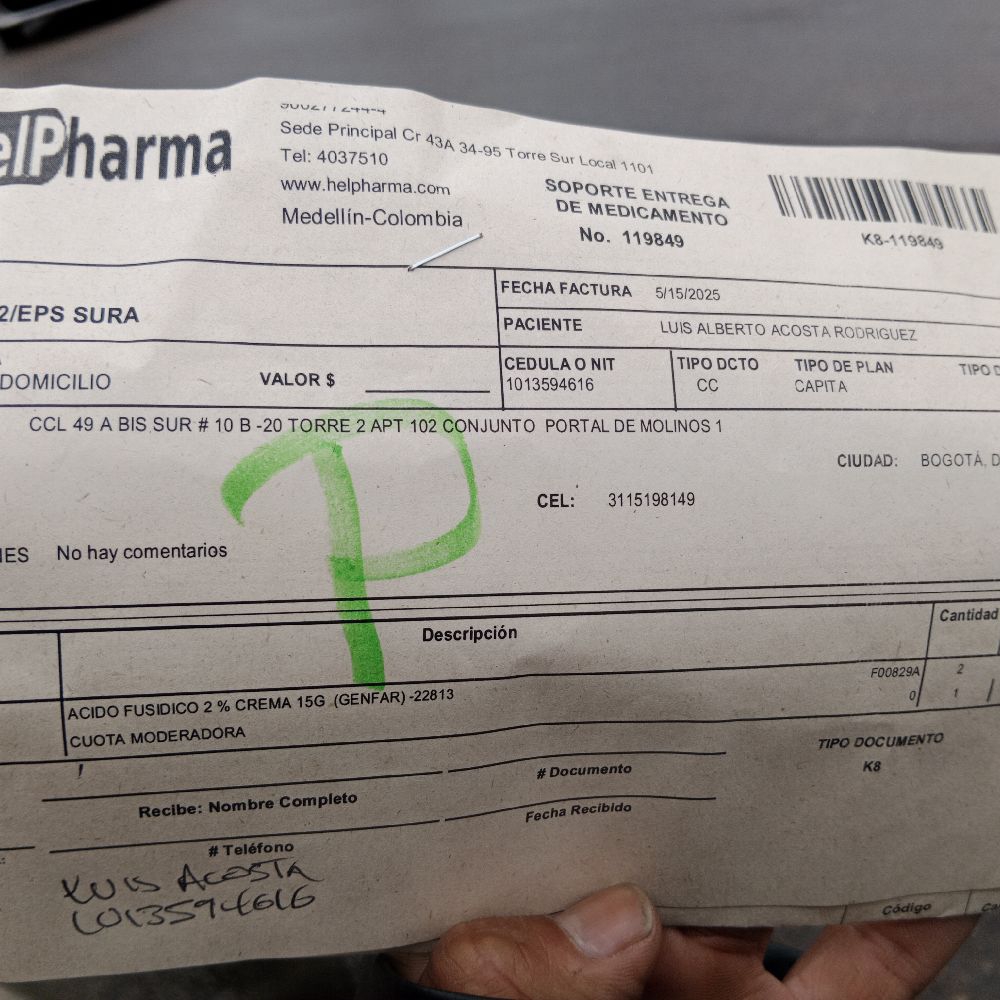 elPharma
900277244-4
Sede Principal Cr 43A 34-95 Torre Sur Local 1101
Tel: 4037510
www.helpharma.com
Medellín-Colombia
SOPORTE ENTREGA
DE MEDICAMENTO
No. 119849
K8-119849
2/EPS SURA
FECHA FACTURA 5/15/2025
PACIENTE LUIS ALBERTO ACOSTA RODRIGUEZ
DOMICILIO VALOR $
CEDULA O NIT TIPO DCTO TIPO DE PLAN TIPO D
1013594616 CC CAPITA
CCL 49 A BIS SUR # 10 B -20 TORRE 2 APT 102 CONJUNTO PORTAL DE MOLINOS 1
CIUDAD: BOGOTÁ, D
CEL: 3115198149
NES No hay comentarios
P
Descripción Cantidad
ACIDO FUSIDICO 2 % CREMA 15G (GENFAR) -22813 F00829A 2
CUOTA MODERADORA 0 1
TIPO DOCUMENTO
K8
Recibe: Nombre Completo # Documento
# Teléfono Fecha Recibido
LUIS ACOSTA
1013594616
Código Ca